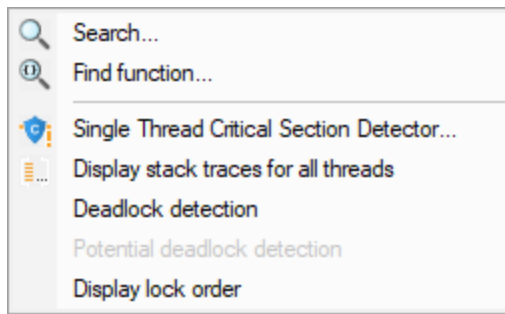 Search...
Find function...
Single Thread Critical Section Detector...
Display stack traces for all threads
Deadlock detection
Potential deadlock detection
Display lock order